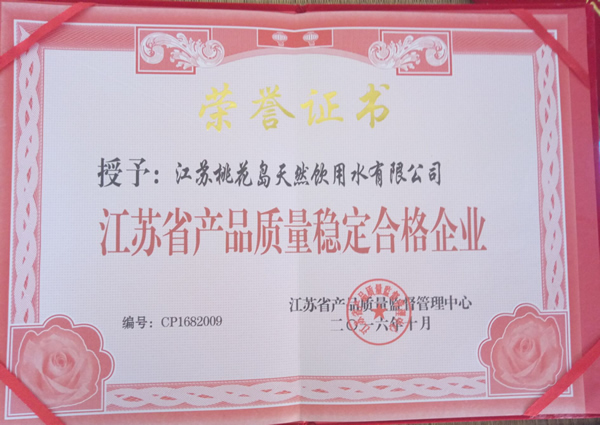 荣誉证书
授予：江苏桃花岛天然饮用水有限公司
江苏省产品质量稳定合格企业
江苏省产品质量监督管理中心
编号：CP1682009
二〇一六年十月